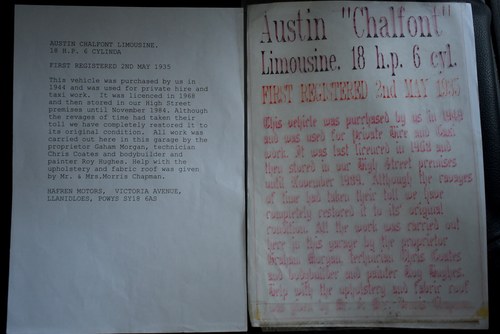 AUSTIN CHALFONT LIMOUSINE.
18 H.P. 6 CYLINDA
FIRST REGISTERED 2ND MAY 1935
This vehicle was purchased by us in
1944 and was used for private hire and
taxi work. It was licenced in 1968
and then stored in our High Street
premises until November 1984. Although
the ravages of time had taken their
toll we have completely restored it to
its original condition. All work was
carried out here in this garage by the
proprietor Gaham Morgan, technician
Chris Coates and bodybuilder and
painter Roy Hughes. Help with the
upholstery and fabric roof was given
by Mr. & Mrs.Morris Chapman.
HAFREN MOTORS, VICTORIA AVENUE,
LLANIDLOES, POWYS SY18 6AS
Austin "Chalfont"
Limousine. 18 h.p. 6 cyl.
FIRST REGISTERED 2nd MAY 1935
This vehicle was purchased by us in 1944
and was used for private hire and taxi
work. It was last licenced in 1968 and
then stored in our High Street premises
until November 1984. Although the ravages
of time had taken their toll we have
completely restored it to its' original
condition. All the work was carried out
here in this garage by the proprietor
Graham Morgan, technician Chris Coates
and bodybuilder and painter Roy Hughes.
Help with the upholstery and fabric roof
was given by Mr & Mrs Morris Chapman.